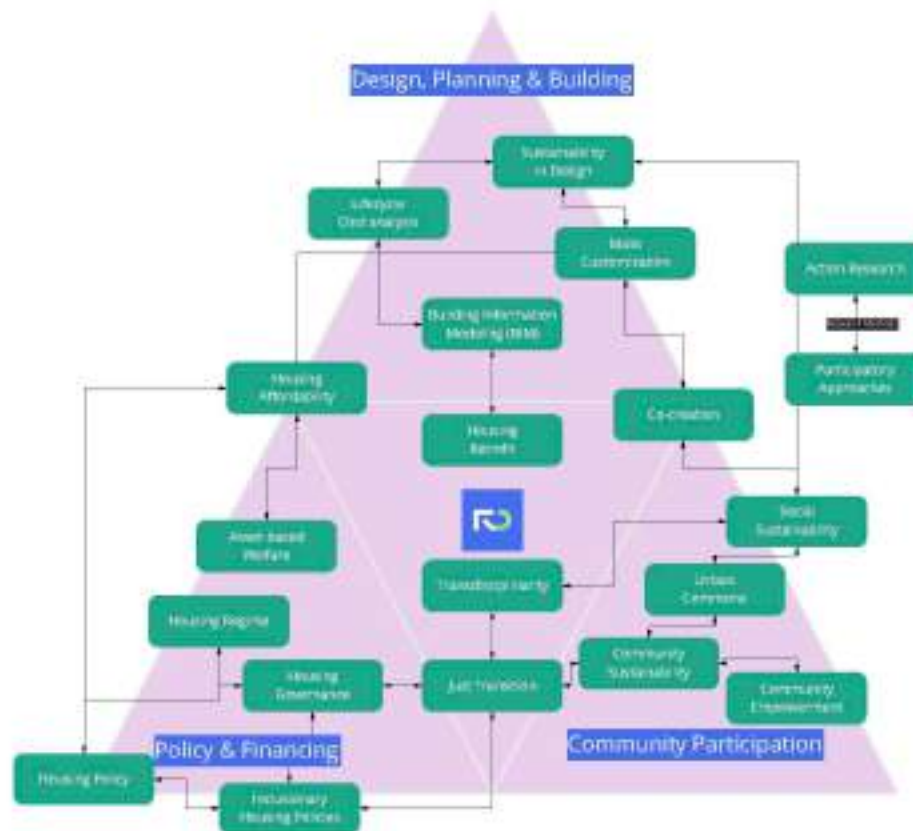 Design, Planning & Building
Sustainability
in Design
Lifecycle
Cost analysis
Mass
Customization
Action Research
Building Information
Modeling (BIM)
Participatory
Approaches
Housing
Affordability
Co-creation
Housing
Retrofit
Social
Sustainability
Asset-based
Welfare
Transdisciplinarity
Urban
Commons
Housing Regime
Community
Sustainability
Housing
Governance
Just Transition
Community
Empowerment
Policy & Financing
Community Participation
Housing Policy
Inclusionary
Housing Policies